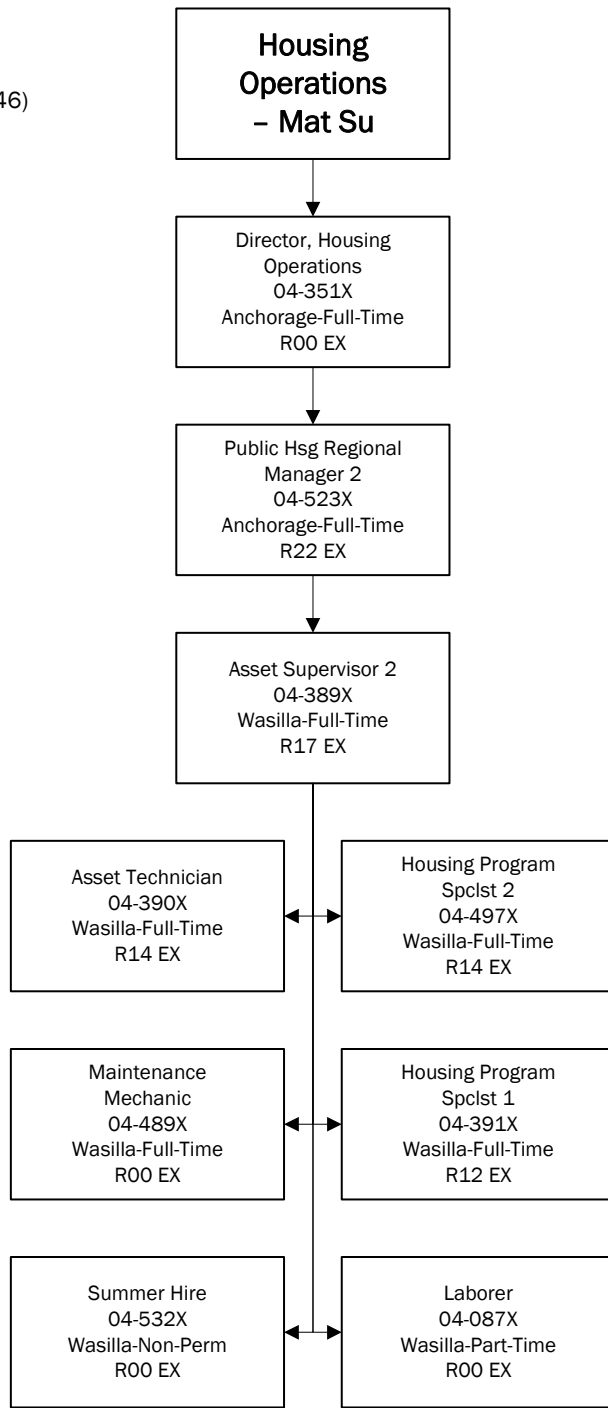 46)
Housing
Operations
– Mat Su
Director, Housing
Operations
04-351X
Anchorage-Full-Time
R00 EX
Public Hsg Regional
Manager 2
04-523X
Anchorage-Full-Time
R22 EX
Asset Supervisor 2
04-389X
Wasilla-Full-Time
R17 EX
Asset Technician
04-390X
Wasilla-Full-Time
R14 EX
Housing Program
Spclst 2
04-497X
Wasilla-Full-Time
R14 EX
Maintenance
Mechanic
04-489X
Wasilla-Full-Time
R00 EX
Housing Program
Spclst 1
04-391X
Wasilla-Full-Time
R12 EX
Summer Hire
04-532X
Wasilla-Non-Perm
R00 EX
Laborer
04-087X
Wasilla-Part-Time
R00 EX